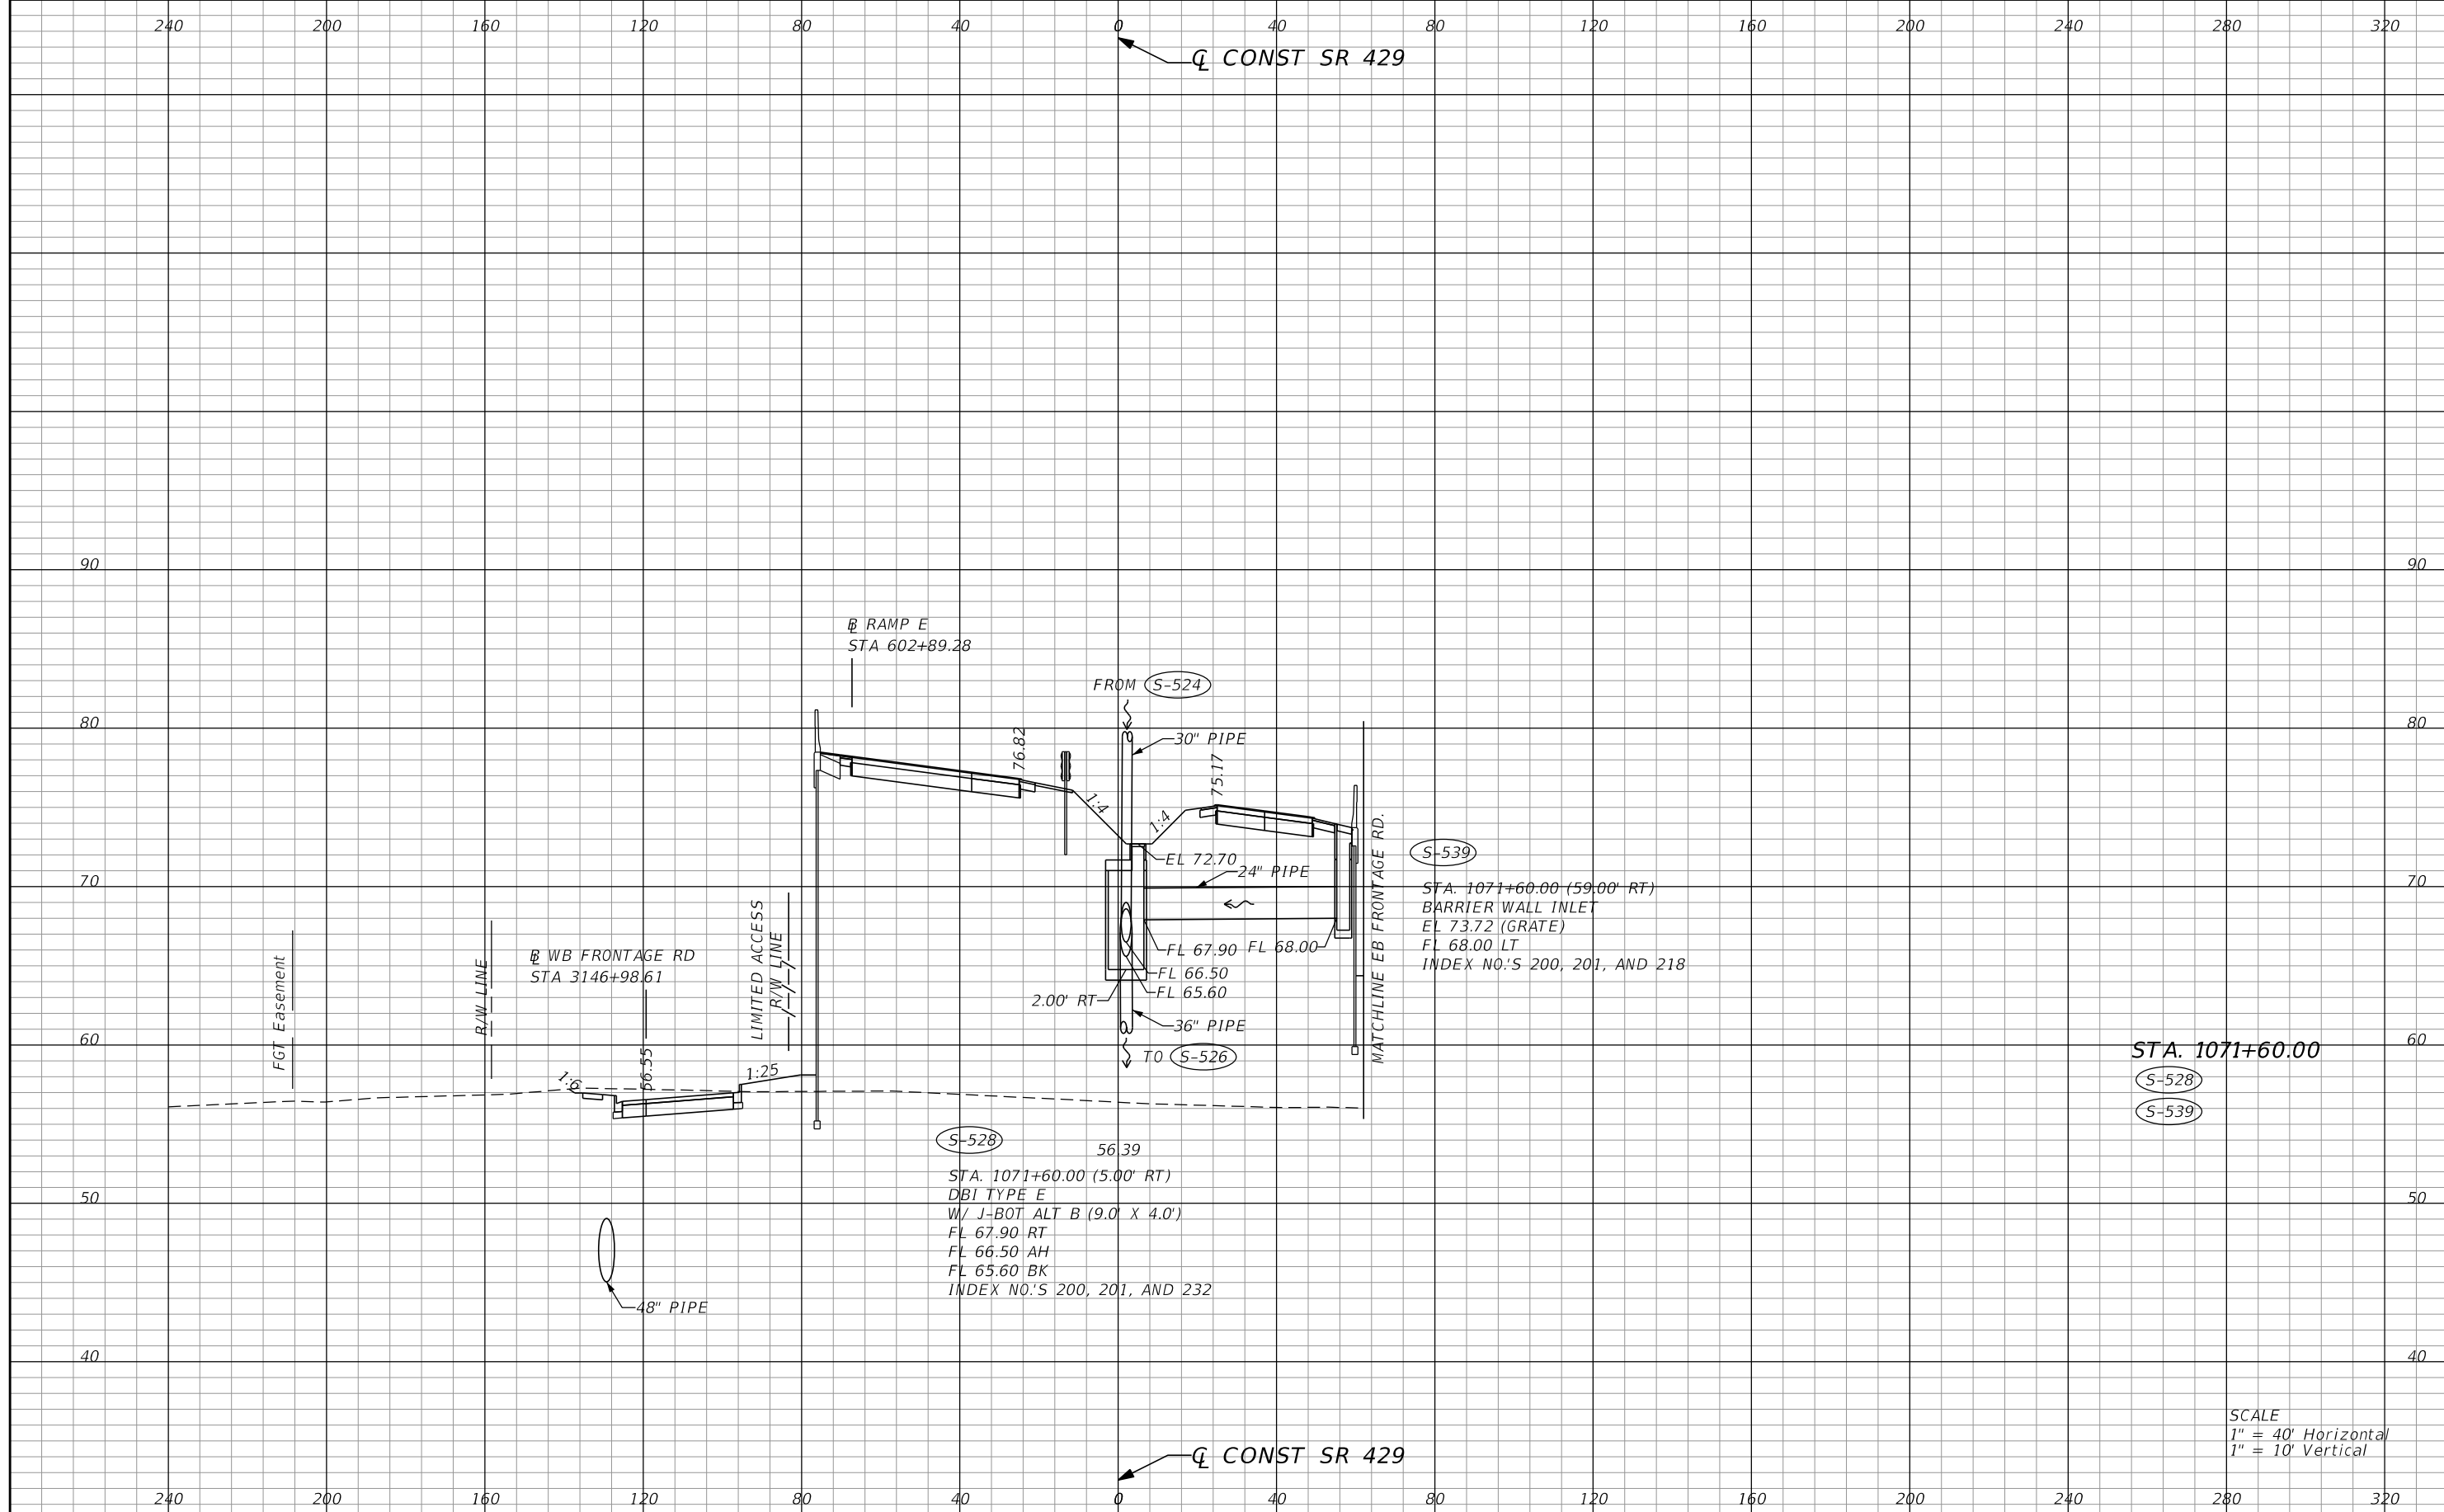 240 200 160 120 80 40 0 40 80 120 160 200 240 280 320
℄ CONST SR 429
90 90
℄ RAMP E
STA 602+89.28
FROM S-524
80 80
76.82
30" PIPE
75.17
1:4
1:4
EL 72.70
24" PIPE
S-539
70 70
STA. 1071+60.00 (59.00' RT)
BARRIER WALL INLET
EL 73.72 (GRATE)
FL 68.00 LT
INDEX NO.'S 200, 201, AND 218
MATCHLINE EB FRONTAGE RD.
FL 67.90
FL 68.00
FL 66.50
FL 65.60
2.00' RT
36" PIPE
TO S-526
FGT Easement
R/W LINE
B̲L WB FRONTAGE RD
STA 3146+98.61
LIMITED ACCESS
R/W LINE
60 60
56.55
1:6
1:25
STA. 1071+60.00
S-528
S-539
S-528
56.39
STA. 1071+60.00 (5.00' RT)
DBI TYPE E
W/ J-BOT ALT B (9.0' X 4.0')
FL 67.90 RT
FL 66.50 AH
FL 65.60 BK
INDEX NO.'S 200, 201, AND 232
50 50
48" PIPE
40 40
SCALE
1" = 40' Horizontal
1" = 10' Vertical
℄ CONST SR 429
240 200 160 120 80 40 0 40 80 120 160 200 240 280 320